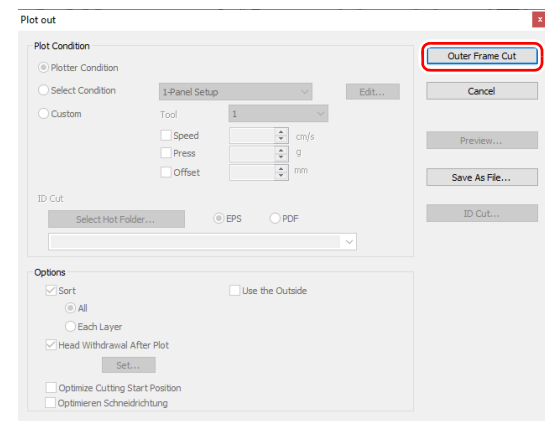 Plot out
x
Plot Condition
Plotter Condition
Select Condition
1-Panel Setup
Edit...
Custom
Tool
1
Speed
cm/s
Press
g
Offset
mm
ID Cut
Select Hot Folder...
EPS
PDF
Options
Sort
Use the Outside
All
Each Layer
Head Withdrawal After Plot
Set...
Optimize Cutting Start Position
Optimieren Schneidrichtung
Outer Frame Cut
Cancel
Preview...
Save As File...
ID Cut...